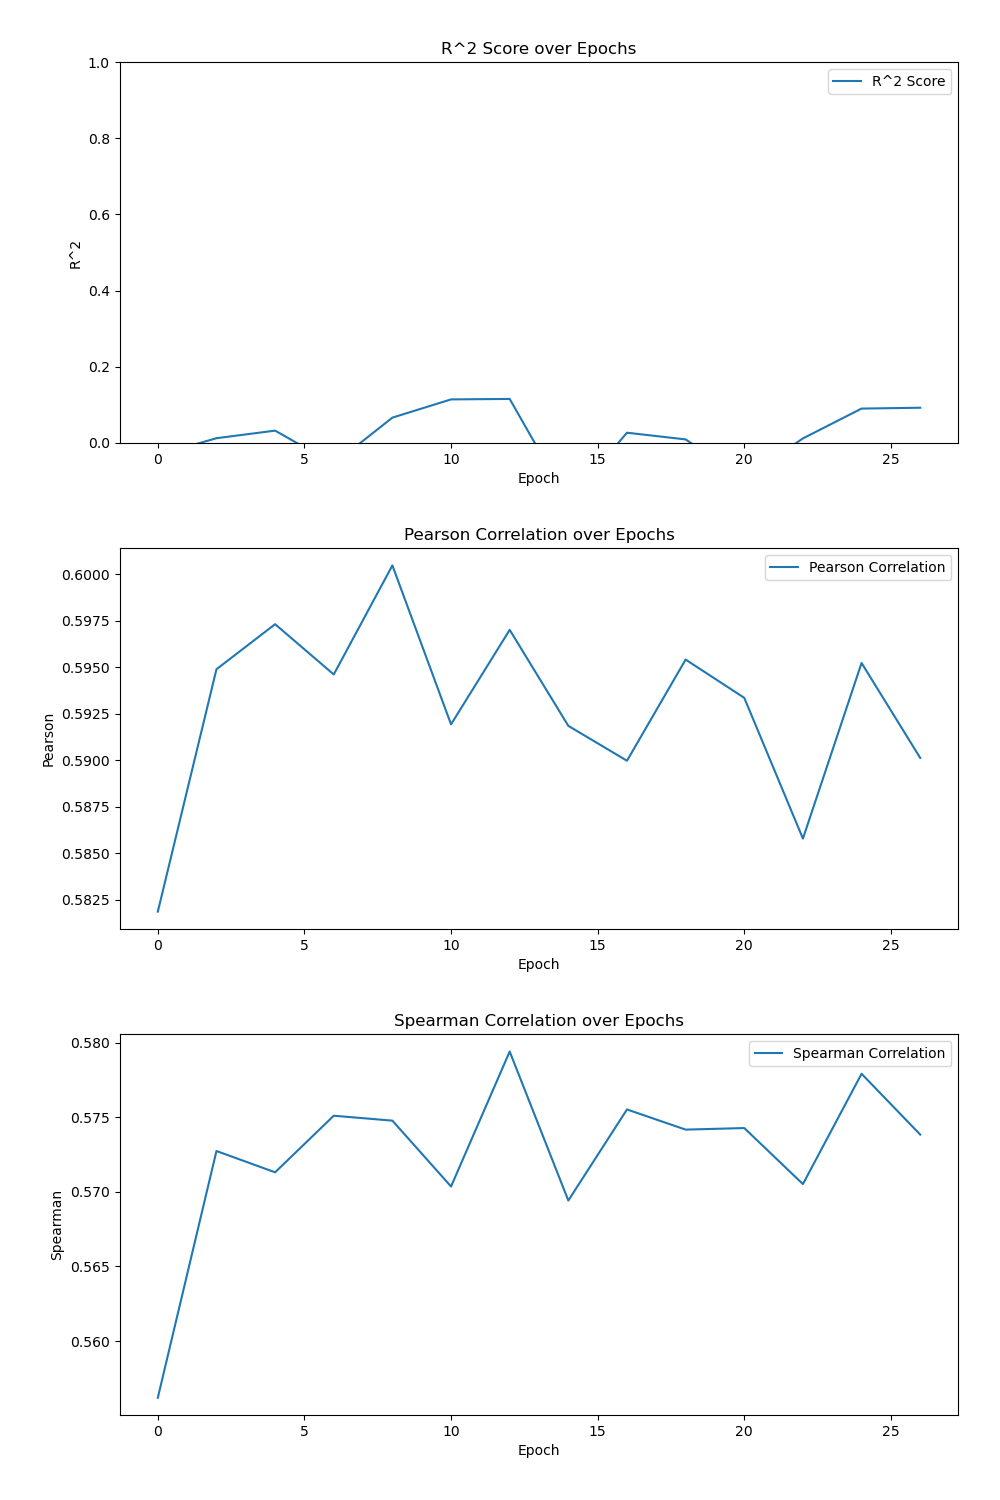 R^2 Score over Epochs
1.0
R^2 Score
0.8
0.6
R^2
0.4
0.2
0.0
0 5 10 15 20 25
Epoch
Pearson Correlation over Epochs
Pearson Correlation
0.6000
0.5975
0.5950
0.5925
Pearson
0.5900
0.5875
0.5850
0.5825
0 5 10 15 20 25
Epoch
Spearman Correlation over Epochs
0.580
Spearman Correlation
0.575
0.570
Spearman
0.565
0.560
0 5 10 15 20 25
Epoch